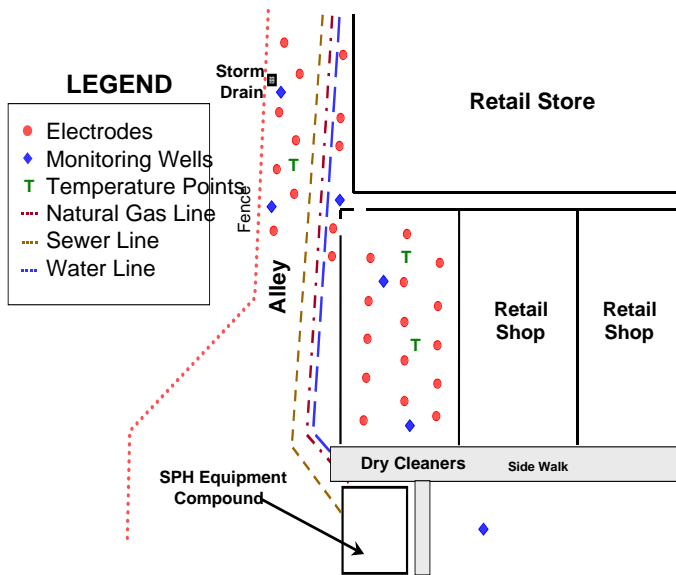 LEGEND
Electrodes
Monitoring Wells
T Temperature Points
Natural Gas Line
Sewer Line
Water Line
Storm
Drain
Fence
Alley
T
Retail Store
T
T
Retail
Shop
Retail
Shop
Dry Cleaners
Side Walk
SPH Equipment
Compound